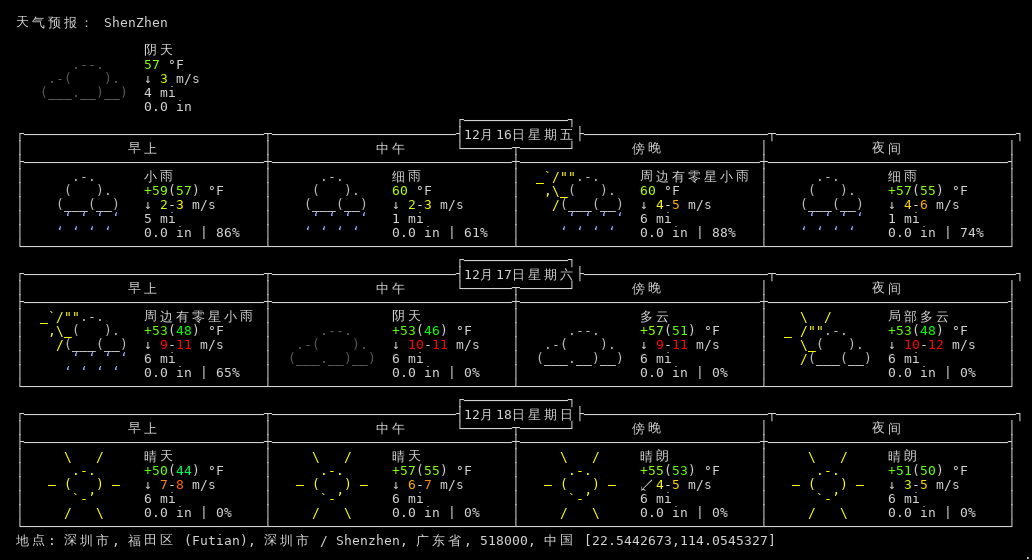 天气预报： ShenZhen
阴天
57 °F
↓ 3 m/s
4 mi
0.0 in
12月16日星期五
早上 中午 傍晚 夜间
小雨 细雨 周边有零星小雨 细雨
+59(57) °F 60 °F 60 °F +57(55) °F
↓ 2-3 m/s ↓ 2-3 m/s ↓ 4-5 m/s ↓ 4-6 m/s
5 mi 1 mi 6 mi 1 mi
0.0 in | 86% 0.0 in | 61% 0.0 in | 88% 0.0 in | 74%
12月17日星期六
早上 中午 傍晚 夜间
周边有零星小雨 阴天 多云 局部多云
+53(48) °F +53(46) °F +57(51) °F +53(48) °F
↓ 9-11 m/s ↓ 10-11 m/s ↓ 9-11 m/s ↓ 10-12 m/s
6 mi 6 mi 6 mi 6 mi
0.0 in | 65% 0.0 in | 0% 0.0 in | 0% 0.0 in | 0%
12月18日星期日
早上 中午 傍晚 夜间
晴天 晴天 晴朗 晴朗
+50(44) °F +57(55) °F +55(53) °F +51(50) °F
↓ 7-8 m/s ↓ 6-7 m/s ↙ 4-5 m/s ↓ 3-5 m/s
6 mi 6 mi 6 mi 6 mi
0.0 in | 0% 0.0 in | 0% 0.0 in | 0% 0.0 in | 0%
地点: 深圳市, 福田区 (Futian), 深圳市 / Shenzhen, 广东省, 518000, 中国 [22.5442673,114.0545327]